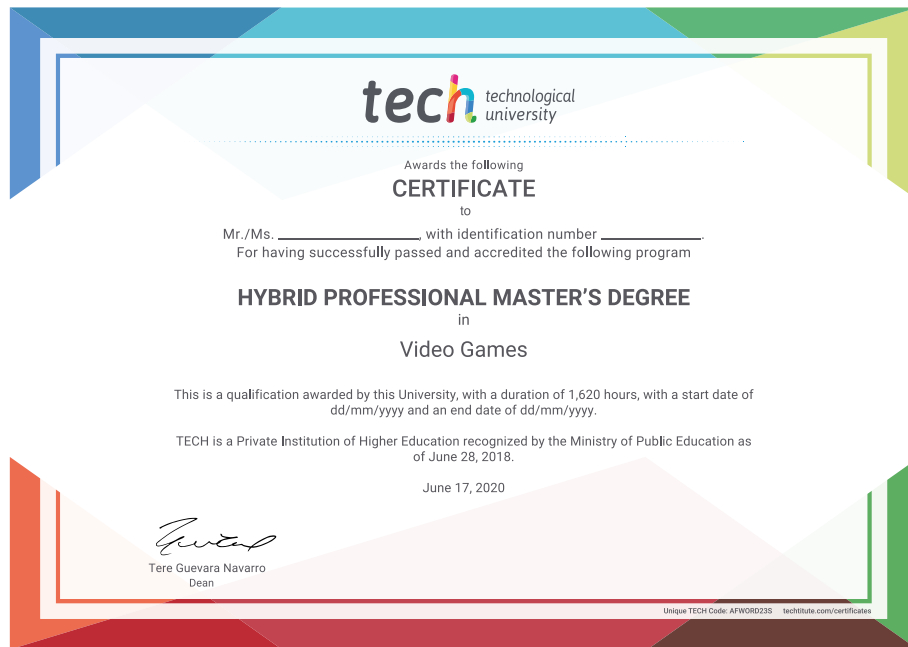 tech technological
university
Awards the following
CERTIFICATE
to
Mr./Ms. ____________________, with identification number ______________.
For having successfully passed and accredited the following program
HYBRID PROFESSIONAL MASTER'S DEGREE
in
Video Games
This is a qualification awarded by this University, with a duration of 1,620 hours, with a start date of
dd/mm/yyyy and an end date of dd/mm/yyyy.
TECH is a Private Institution of Higher Education recognized by the Ministry of Public Education as
of June 28, 2018.
June 17, 2020
Tere Guevara Navarro
Dean
Unique TECH Code: AFWORD23S techtitute.com/certificates